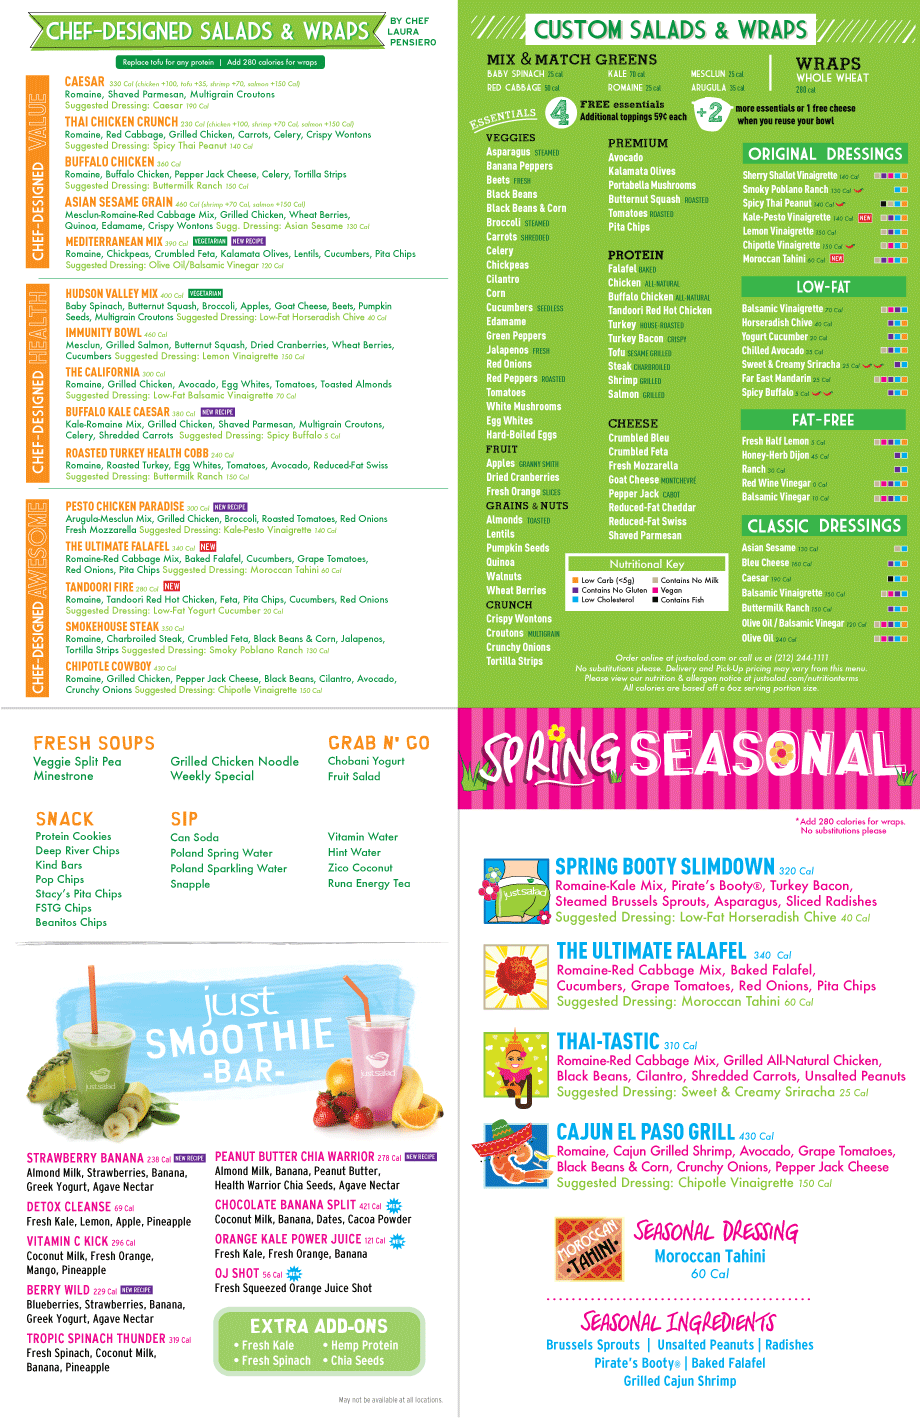 CHEF-DESIGNED SALADS & WRAPS
BY CHEF
LAURA
PENSIERO
Replace tofu for any protein | Add 280 calories for wraps
CHEF-DESIGNED VALUE
CAESAR 330 Cal (chicken +100, tofu +35, shrimp +70, salmon +150 Cal)
Romaine, Shaved Parmesan, Multigrain Croutons
Suggested Dressing: Caesar 190 Cal
THAI CHICKEN CRUNCH 230 Cal (chicken +100, shrimp +70 Cal, salmon +150 Cal)
Romaine, Red Cabbage, Grilled Chicken, Carrots, Celery, Crispy Wontons
Suggested Dressing: Spicy Thai Peanut 140 Cal
BUFFALO CHICKEN 360 Cal
Romaine, Buffalo Chicken, Pepper Jack Cheese, Celery, Tortilla Strips
Suggested Dressing: Buttermilk Ranch 150 Cal
ASIAN SESAME GRAIN 460 Cal (shrimp +70 Cal, salmon +150 Cal)
Mesclun-Romaine-Red Cabbage Mix, Grilled Chicken, Wheat Berries,
Quinoa, Edamame, Crispy Wontons Sugg. Dressing: Asian Sesame 130 Cal
MEDITERRANEAN MIX 390 Cal VEGETARIAN NEW RECIPE
Romaine, Chickpeas, Crumbled Feta, Kalamata Olives, Lentils, Cucumbers, Pita Chips
Suggested Dressing: Olive Oil/Balsamic Vinegar 120 Cal
CHEF-DESIGNED HEALTH
HUDSON VALLEY MIX 400 Cal VEGETARIAN
Baby Spinach, Butternut Squash, Broccoli, Apples, Goat Cheese, Beets, Pumpkin
Seeds, Multigrain Croutons Suggested Dressing: Low-Fat Horseradish Chive 40 Cal
IMMUNITY BOWL 460 Cal
Mesclun, Grilled Salmon, Butternut Squash, Dried Cranberries, Wheat Berries,
Cucumbers Suggested Dressing: Lemon Vinaigrette 150 Cal
THE CALIFORNIA 300 Cal
Romaine, Grilled Chicken, Avocado, Egg Whites, Tomatoes, Toasted Almonds
Suggested Dressing: Low-Fat Balsamic Vinaigrette 70 Cal
BUFFALO KALE CAESAR 380 Cal NEW RECIPE
Kale-Romaine Mix, Grilled Chicken, Shaved Parmesan, Multigrain Croutons,
Celery, Shredded Carrots Suggested Dressing: Spicy Buffalo 5 Cal
ROASTED TURKEY HEALTH COBB 240 Cal
Romaine, Roasted Turkey, Egg Whites, Tomatoes, Avocado, Reduced-Fat Swiss
Suggested Dressing: Buttermilk Ranch 150 Cal
CHEF-DESIGNED AWESOME
PESTO CHICKEN PARADISE 300 Cal NEW RECIPE
Arugula-Mesclun Mix, Grilled Chicken, Broccoli, Roasted Tomatoes, Red Onions
Fresh Mozzarella Suggested Dressing: Kale-Pesto Vinaigrette 140 Cal
THE ULTIMATE FALAFEL 340 Cal NEW
Romaine-Red Cabbage Mix, Baked Falafel, Cucumbers, Grape Tomatoes,
Red Onions, Pita Chips Suggested Dressing: Moroccan Tahini 60 Cal
TANDOORI FIRE 280 Cal NEW
Romaine, Tandoori Red Hot Chicken, Feta, Pita Chips, Cucumbers, Red Onions
Suggested Dressing: Low-Fat Yogurt Cucumber 20 Cal
SMOKEHOUSE STEAK 350 Cal
Romaine, Charbroiled Steak, Crumbled Feta, Black Beans & Corn, Jalapenos,
Tortilla Strips Suggested Dressing: Smoky Poblano Ranch 130 Cal
CHIPOTLE COWBOY 430 Cal
Romaine, Grilled Chicken, Pepper Jack Cheese, Black Beans, Cilantro, Avocado,
Crunchy Onions Suggested Dressing: Chipotle Vinaigrette 150 Cal
CUSTOM SALADS & WRAPS
MIX & MATCH GREENS
BABY SPINACH 25 cal
KALE 70 cal
MESCLUN 25 cal
RED CABBAGE 30 cal
ROMAINE 25 cal
ARUGULA 35 cal
WRAPS
WHOLE WHEAT
280 cal
ESSENTIALS
4
FREE essentials
Additional toppings 59¢ each
+2
more essentials or 1 free cheese
when you reuse your bowl
VEGGIES
Asparagus STEAMED
Banana Peppers
Beets FRESH
Black Beans
Black Beans & Corn
Broccoli STEAMED
Carrots SHREDDED
Celery
Chickpeas
Cilantro
Corn
Cucumbers SEEDLESS
Edamame
Green Peppers
Jalapenos FRESH
Red Onions
Red Peppers ROASTED
Tomatoes
White Mushrooms
Egg Whites
Hard-Boiled Eggs
FRUIT
Apples GRANNY SMITH
Dried Cranberries
Fresh Orange SLICES
GRAINS & NUTS
Almonds TOASTED
Lentils
Pumpkin Seeds
Quinoa
Walnuts
Wheat Berries
CRUNCH
Crispy Wontons
Croutons MULTIGRAIN
Crunchy Onions
Tortilla Strips
PREMIUM
Avocado
Kalamata Olives
Portabella Mushrooms
Butternut Squash ROASTED
Tomatoes ROASTED
Pita Chips
PROTEIN
Falafel BAKED
Chicken ALL-NATURAL
Buffalo Chicken ALL-NATURAL
Tandoori Red Hot Chicken
Turkey HOUSE-ROASTED
Turkey Bacon CRISPY
Tofu SESAME GRILLED
Steak CHARBROILED
Shrimp GRILLED
Salmon GRILLED
CHEESE
Crumbled Bleu
Crumbled Feta
Fresh Mozzarella
Goat Cheese MONTCHEVRÉ
Pepper Jack CABOT
Reduced-Fat Cheddar
Reduced-Fat Swiss
Shaved Parmesan
ORIGINAL DRESSINGS
Sherry Shallot Vinaigrette 140 Cal
Smoky Poblano Ranch 130 Cal
Spicy Thai Peanut 140 Cal
Kale-Pesto Vinaigrette 140 Cal NEW
Lemon Vinaigrette 150 Cal
Chipotle Vinaigrette 150 Cal
Moroccan Tahini 60 Cal NEW
LOW-FAT
Balsamic Vinaigrette 70 Cal
Horseradish Chive 40 Cal
Yogurt Cucumber 20 Cal
Chilled Avocado 35 Cal
Sweet & Creamy Sriracha 25 Cal
Far East Mandarin 25 Cal
Spicy Buffalo 5 Cal
FAT-FREE
Fresh Half Lemon 5 Cal
Honey-Herb Dijon 45 Cal
Ranch 30 Cal
Red Wine Vinegar 0 Cal
Balsamic Vinegar 10 Cal
CLASSIC DRESSINGS
Asian Sesame 130 Cal
Bleu Cheese 160 Cal
Caesar 190 Cal
Balsamic Vinaigrette 150 Cal
Buttermilk Ranch 150 Cal
Olive Oil / Balsamic Vinegar 120 Cal
Olive Oil 240 Cal
Nutritional Key
Low Carb (<5g)
Contains No Milk
Contains No Gluten
Vegan
Low Cholesterol
Contains Fish
Order online at justsalad.com or call us at (212) 244-1111
No substitutions please. Delivery and Pick-Up pricing may vary from this menu.
Please view our nutrition & allergen notice at justsalad.com/nutritionterms
All calories are based off a 6oz serving portion size.
FRESH SOUPS
Veggie Split Pea
Minestrone
Grilled Chicken Noodle
Weekly Special
GRAB N' GO
Chobani Yogurt
Fruit Salad
SNACK
Protein Cookies
Deep River Chips
Kind Bars
Pop Chips
Stacy's Pita Chips
FSTG Chips
Beanitos Chips
SIP
Can Soda
Poland Spring Water
Poland Sparkling Water
Snapple
Vitamin Water
Hint Water
Zico Coconut
Runa Energy Tea
just
SMOOTHIE
-BAR-
justsalad
justsalad
STRAWBERRY BANANA 238 Cal NEW RECIPE
Almond Milk, Strawberries, Banana,
Greek Yogurt, Agave Nectar
DETOX CLEANSE 69 Cal
Fresh Kale, Lemon, Apple, Pineapple
VITAMIN C KICK 296 Cal
Coconut Milk, Fresh Orange,
Mango, Pineapple
BERRY WILD 229 Cal NEW RECIPE
Blueberries, Strawberries, Banana,
Greek Yogurt, Agave Nectar
TROPIC SPINACH THUNDER 319 Cal
Fresh Spinach, Coconut Milk,
Banana, Pineapple
PEANUT BUTTER CHIA WARRIOR 278 Cal NEW RECIPE
Almond Milk, Banana, Peanut Butter,
Health Warrior Chia Seeds, Agave Nectar
CHOCOLATE BANANA SPLIT 421 Cal NEW
Coconut Milk, Banana, Dates, Cacoa Powder
ORANGE KALE POWER JUICE 121 Cal NEW
Fresh Kale, Fresh Orange, Banana
OJ SHOT 56 Cal NEW
Fresh Squeezed Orange Juice Shot
EXTRA ADD-ONS
• Fresh Kale
• Hemp Protein
• Fresh Spinach
• Chia Seeds
May not be available at all locations.
SPRING SEASONAL
*Add 280 calories for wraps.
No substitutions please
justsalad
SPRING BOOTY SLIMDOWN 320 Cal
Romaine-Kale Mix, Pirate's Booty®, Turkey Bacon,
Steamed Brussels Sprouts, Asparagus, Sliced Radishes
Suggested Dressing: Low-Fat Horseradish Chive 40 Cal
THE ULTIMATE FALAFEL 340 Cal
Romaine-Red Cabbage Mix, Baked Falafel,
Cucumbers, Grape Tomatoes, Red Onions, Pita Chips
Suggested Dressing: Moroccan Tahini 60 Cal
THAI-TASTIC 310 Cal
Romaine-Red Cabbage Mix, Grilled All-Natural Chicken,
Black Beans, Cilantro, Shredded Carrots, Unsalted Peanuts
Suggested Dressing: Sweet & Creamy Sriracha 25 Cal
CAJUN EL PASO GRILL 430 Cal
Romaine, Cajun Grilled Shrimp, Avocado, Grape Tomatoes,
Black Beans & Corn, Crunchy Onions, Pepper Jack Cheese
Suggested Dressing: Chipotle Vinaigrette 150 Cal
MOROCCAN
•TAHINI•
SEASONAL DRESSING
Moroccan Tahini
60 Cal
SEASONAL INGREDIENTS
Brussels Sprouts | Unsalted Peanuts | Radishes
Pirate's Booty® | Baked Falafel
Grilled Cajun Shrimp